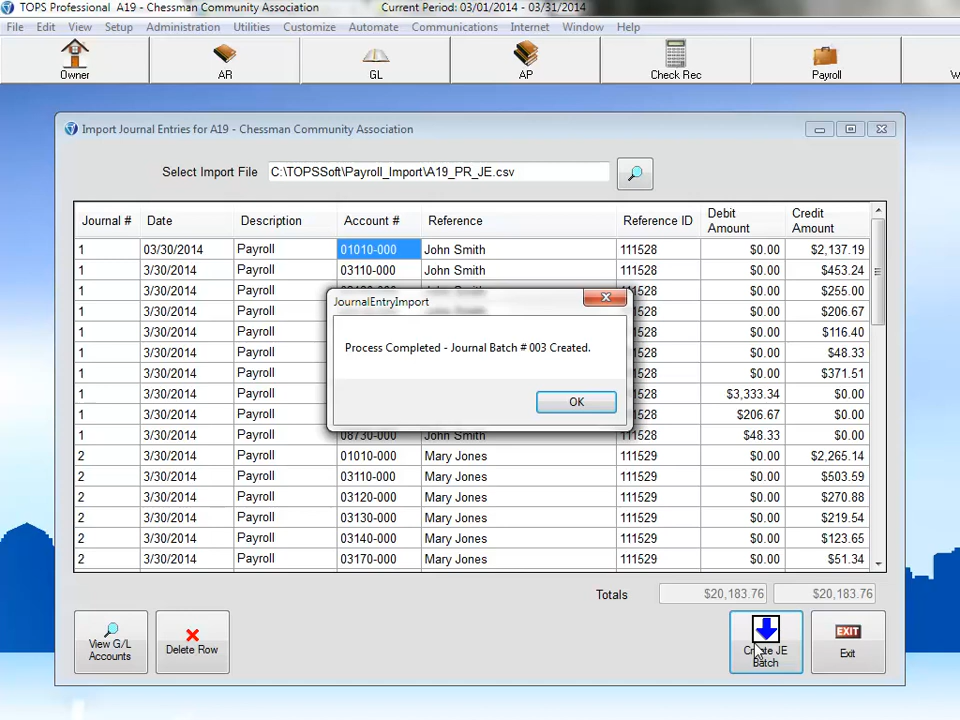 TOPS Professional  A19 - Chessman Community Association Current Period: 03/01/2014 - 03/31/2014
File Edit View Setup Administration Utilities Customize Automate Communications Internet Window Help
Owner AR GL AP Check Rec Payroll
Import Journal Entries for A19 - Chessman Community Association
Select Import File C:\TOPSSoft\Payroll_Import\A19_PR_JE.csv
Journal # Date Description Account # Reference Reference ID Debit Amount Credit Amount
1 03/30/2014 Payroll 01010-000 John Smith 111528 $0.00 $2,137.19
1 3/30/2014 Payroll 03110-000 John Smith 111528 $0.00 $453.24
1 3/30/2014 Payroll $0.00 $255.00
1 3/30/2014 Payroll $0.00 $206.67
1 3/30/2014 Payroll $0.00 $116.40
1 3/30/2014 Payroll $0.00 $48.33
1 3/30/2014 Payroll $0.00 $371.51
1 3/30/2014 Payroll $3,333.34 $0.00
1 3/30/2014 Payroll $206.67 $0.00
1 3/30/2014 Payroll 08730-000 John Smith 111528 $48.33 $0.00
2 3/30/2014 Payroll 01010-000 Mary Jones 111529 $0.00 $2,265.14
2 3/30/2014 Payroll 03110-000 Mary Jones 111529 $0.00 $503.59
2 3/30/2014 Payroll 03120-000 Mary Jones 111529 $0.00 $270.88
2 3/30/2014 Payroll 03130-000 Mary Jones 111529 $0.00 $219.54
2 3/30/2014 Payroll 03140-000 Mary Jones 111529 $0.00 $123.65
2 3/30/2014 Payroll 03170-000 Mary Jones 111529 $0.00 $51.34
JournalEntryImport
Process Completed - Journal Batch # 003 Created.
OK
Totals $20,183.76 $20,183.76
View G/L
Accounts
Delete Row
Create JE
Batch
EXIT
Exit